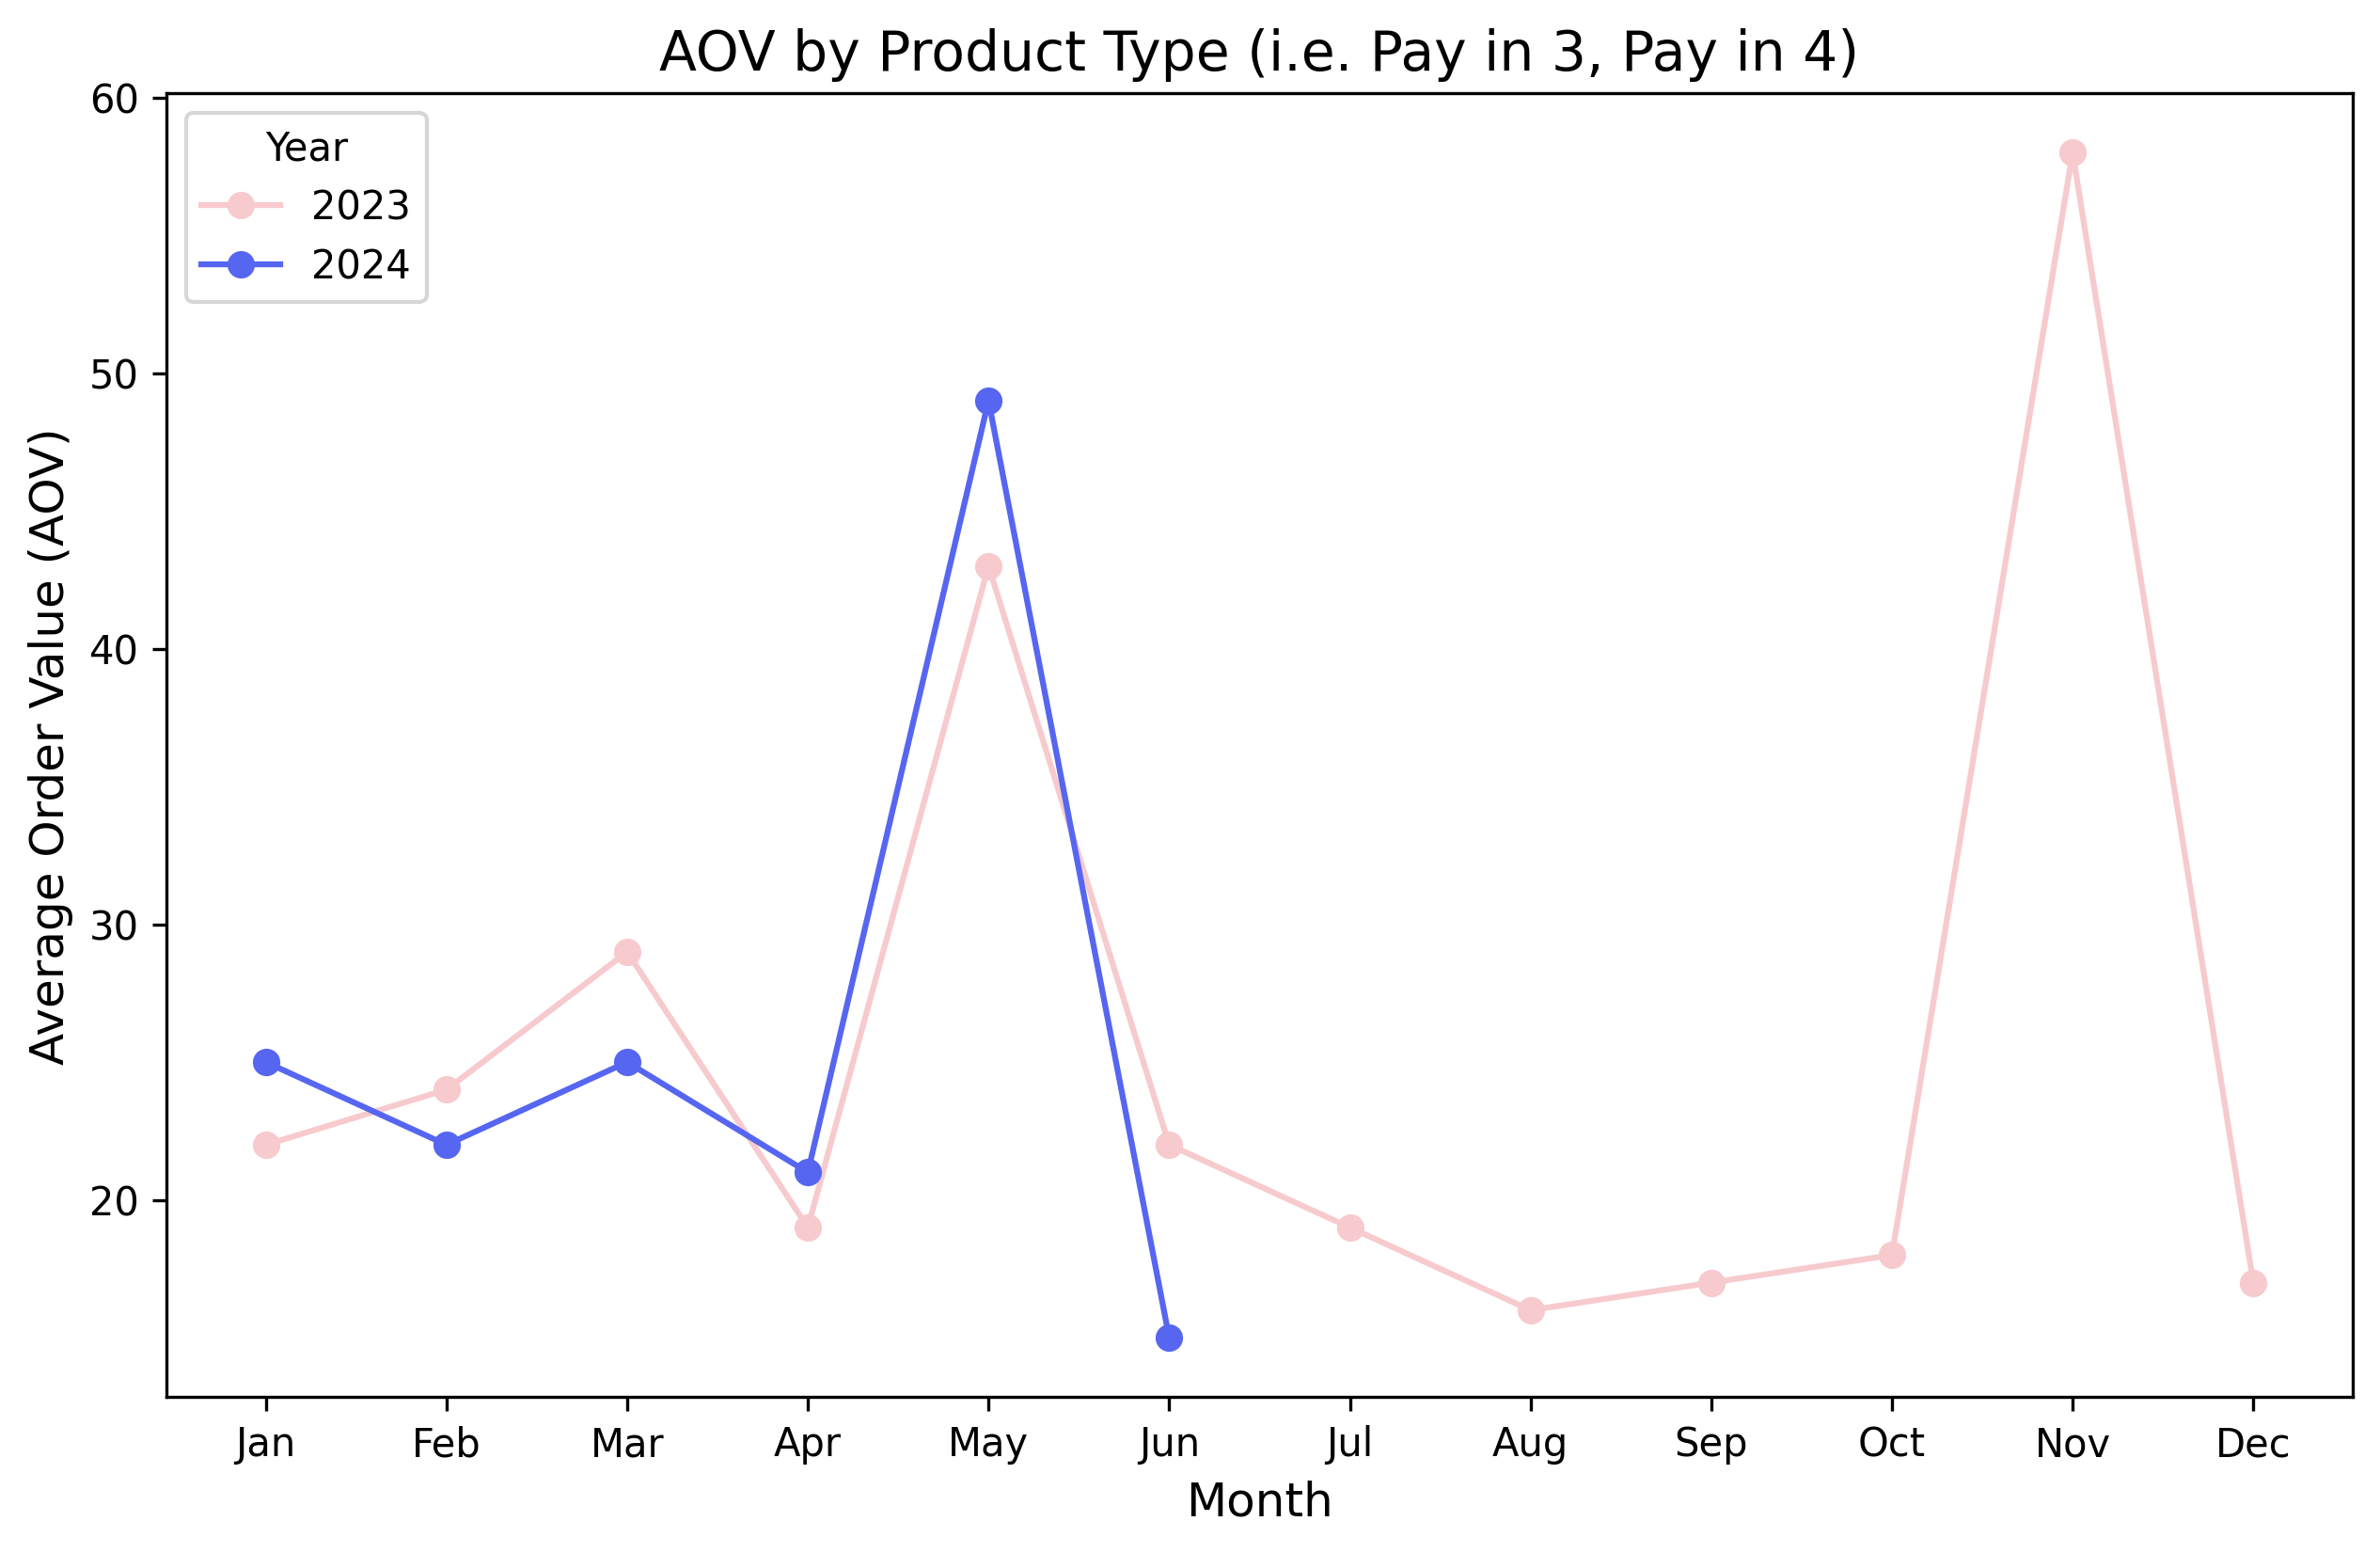 AOV by Product Type (i.e. Pay in 3, Pay in 4)
Year
2023
2024
60
50
40
30
20
Average Order Value (AOV)
Jan Feb Mar Apr May Jun Jul Aug Sep Oct Nov Dec
Month